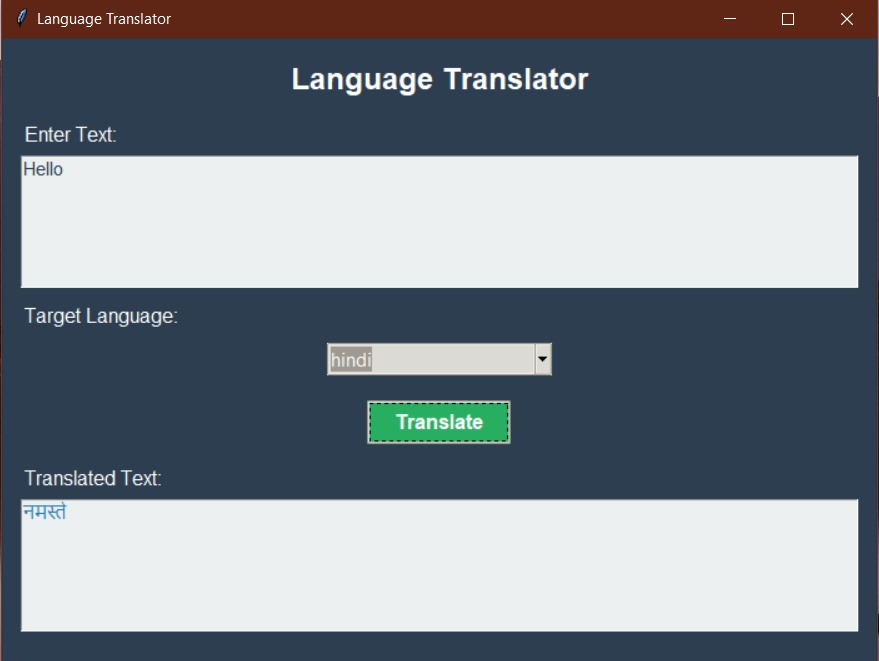 Language Translator
Language Translator
Enter Text:
Hello
Target Language:
hindi
Translate
Translated Text:
नमस्ते